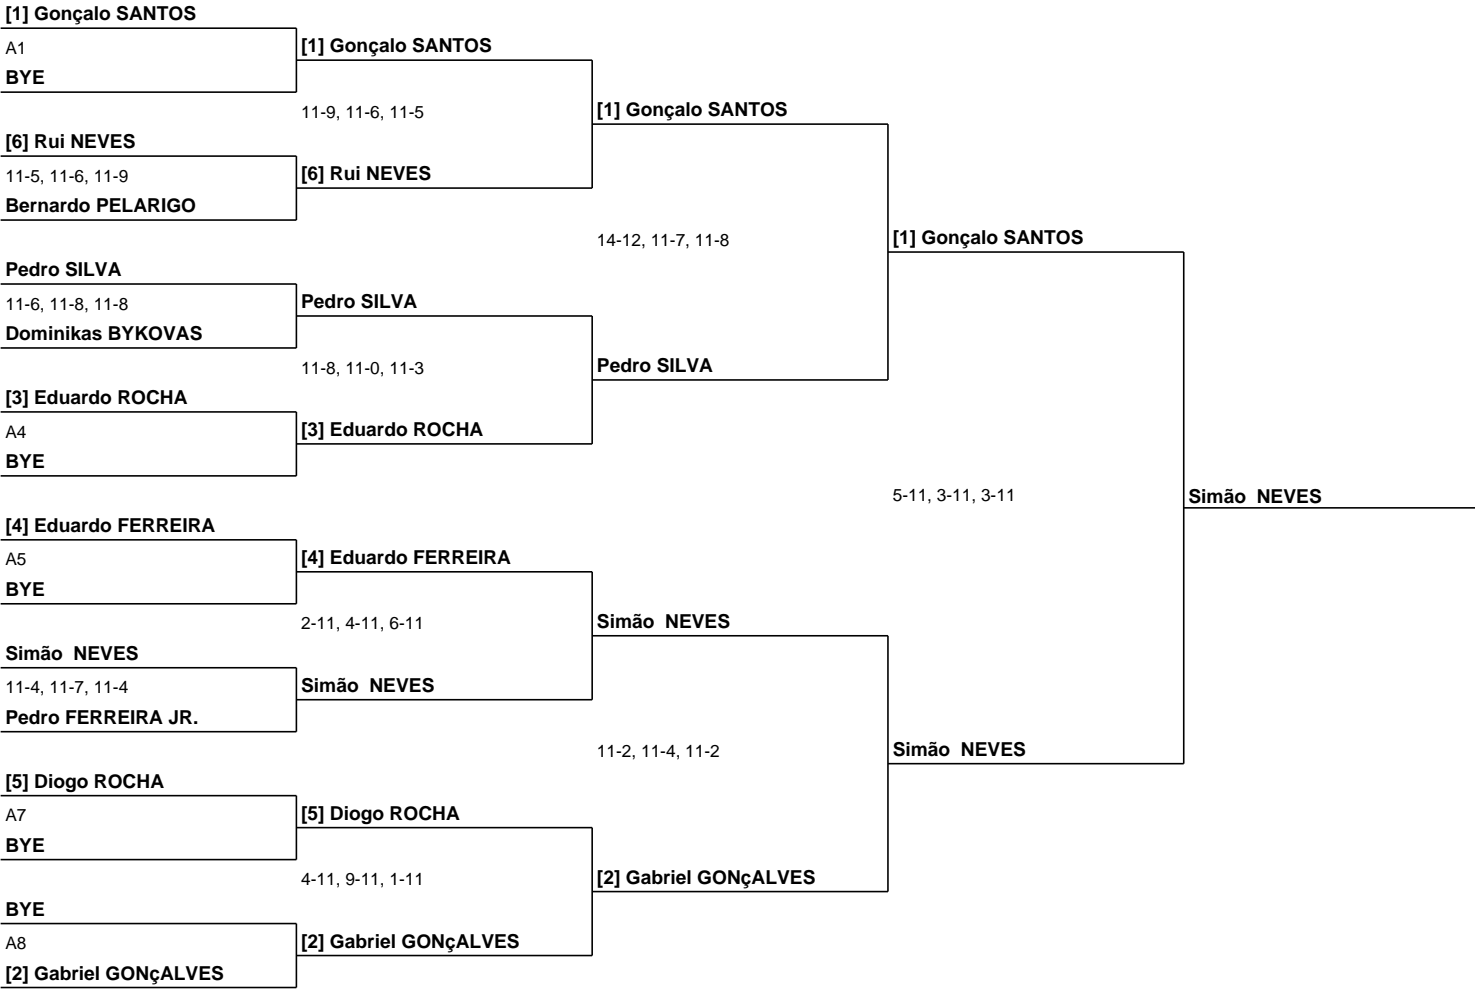 [1] Gonçalo SANTOS
A1
BYE
[6] Rui NEVES
11-5, 11-6, 11-9
Bernardo PELARIGO
Pedro SILVA
11-6, 11-8, 11-8
Dominikas BYKOVAS
[3] Eduardo ROCHA
A4
BYE
[4] Eduardo FERREIRA
A5
BYE
Simão  NEVES
11-4, 11-7, 11-4
Pedro FERREIRA JR.
[5] Diogo ROCHA
A7
BYE
BYE
A8
[2] Gabriel GONçALVES
[1] Gonçalo SANTOS
11-9, 11-6, 11-5
[6] Rui NEVES
Pedro SILVA
11-8, 11-0, 11-3
[3] Eduardo ROCHA
[4] Eduardo FERREIRA
2-11, 4-11, 6-11
Simão  NEVES
[5] Diogo ROCHA
4-11, 9-11, 1-11
[2] Gabriel GONçALVES
[1] Gonçalo SANTOS
14-12, 11-7, 11-8
Pedro SILVA
Simão  NEVES
11-2, 11-4, 11-2
[2] Gabriel GONçALVES
[1] Gonçalo SANTOS
5-11, 3-11, 3-11
Simão  NEVES
Simão  NEVES